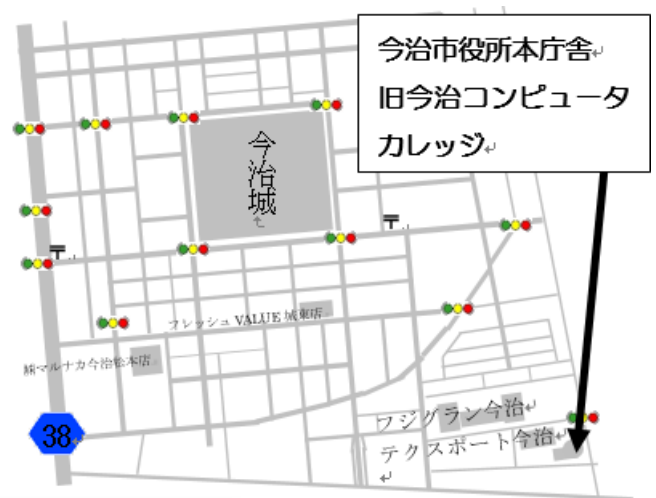 今治市役所本庁舎
旧今治コンピュータ
カレッジ
今治城
〒
〒
フレッシュ VALUE 城東店
㈱マルナカ今治松本店
38
フジグラン今治
テクスポート今治